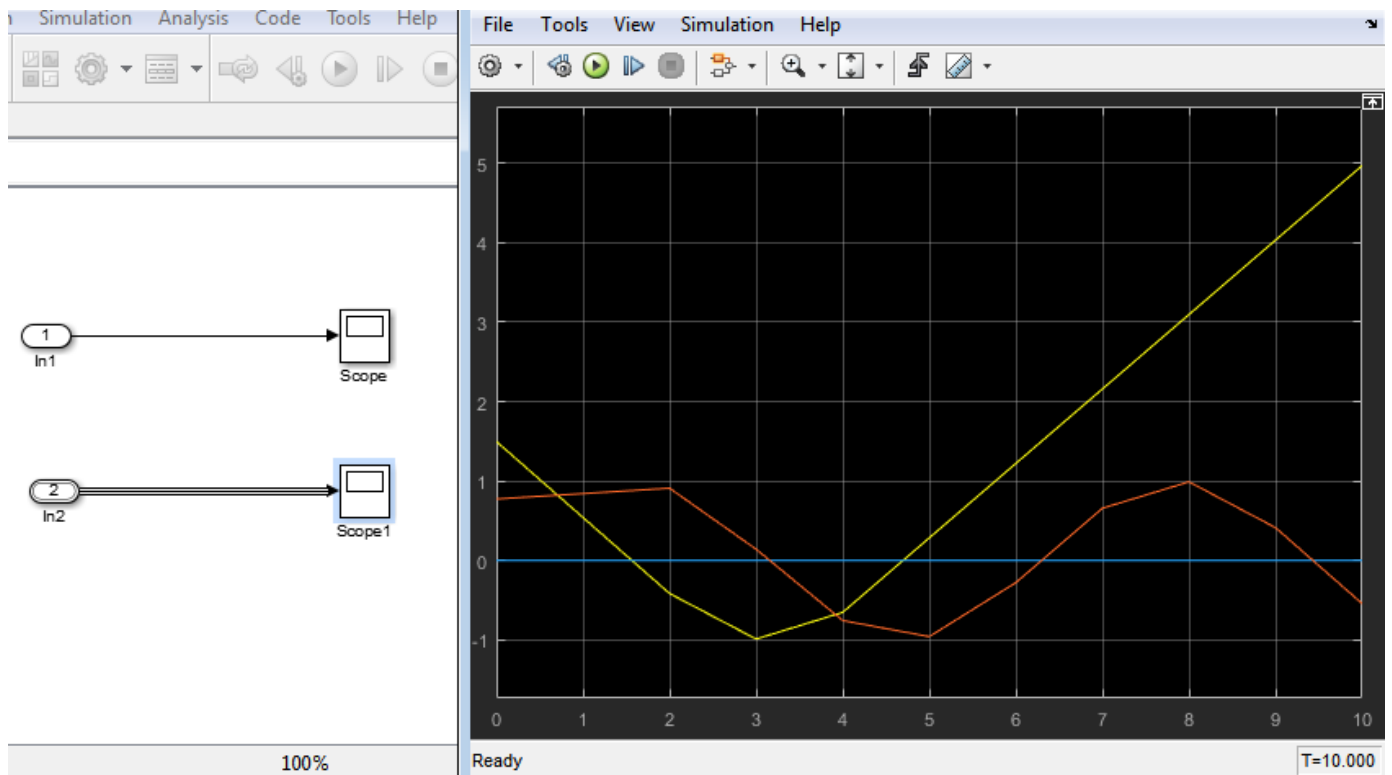 Simulation Analysis Code Tools Help
1
In1
Scope
2
In2
Scope1
100%
File Tools View Simulation Help
5
4
3
2
1
0
-1
0 1 2 3 4 5 6 7 8 9 10
Ready
T=10.000